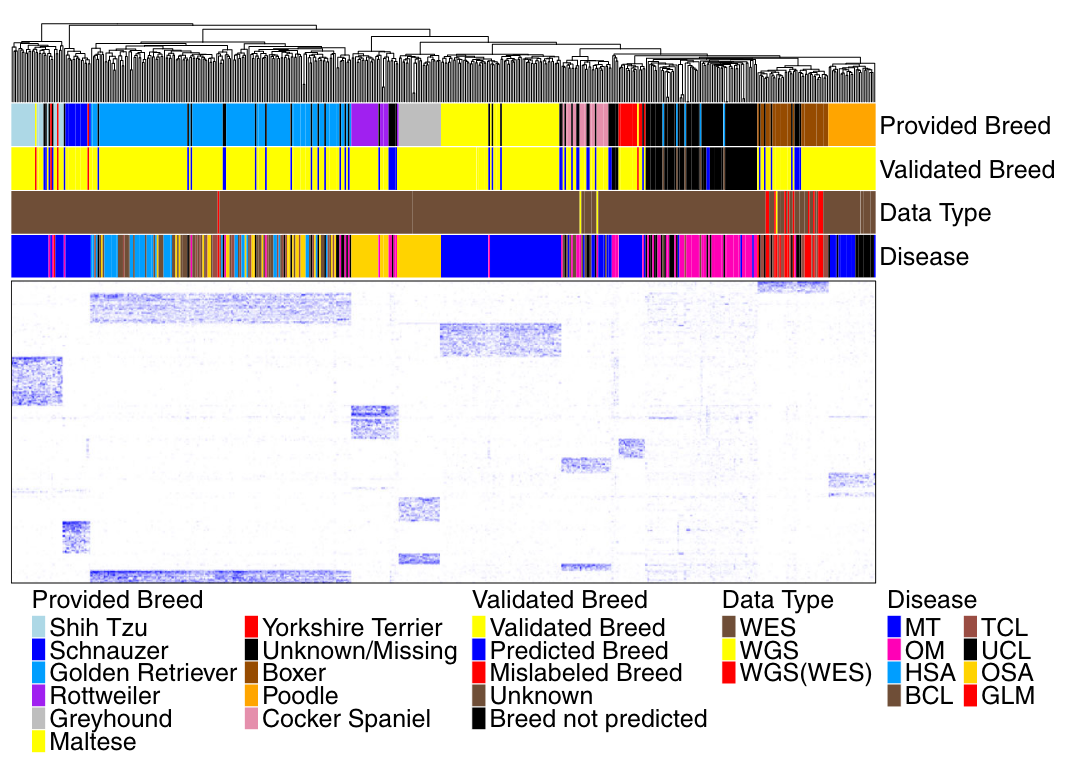 Provided Breed
Validated Breed
Data Type
Disease
Provided Breed
Shih Tzu
Schnauzer
Golden Retriever
Rottweiler
Greyhound
Maltese
Yorkshire Terrier
Unknown/Missing
Boxer
Poodle
Cocker Spaniel
Validated Breed
Validated Breed
Predicted Breed
Mislabeled Breed
Unknown
Breed not predicted
Data Type
WES
WGS
WGS(WES)
Disease
MT
OM
HSA
BCL
TCL
UCL
OSA
GLM